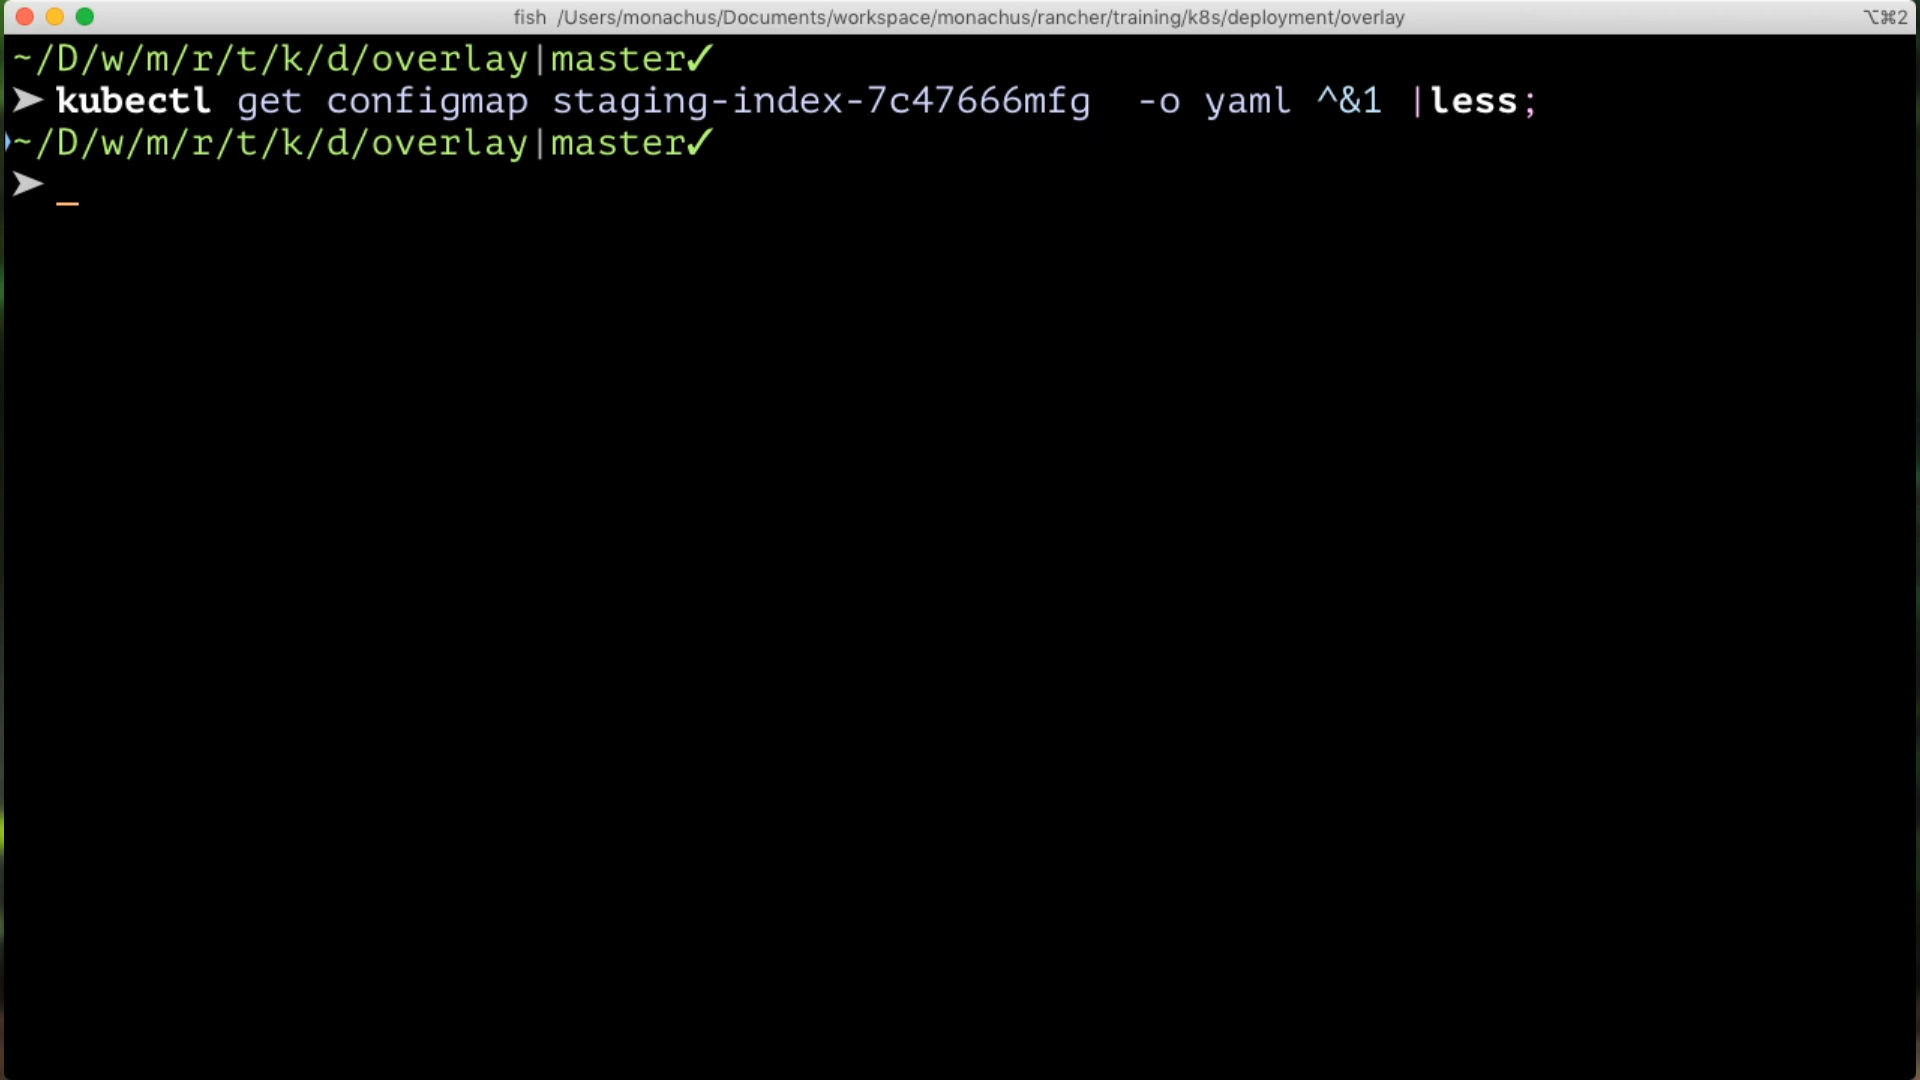 fish /Users/monachus/Documents/workspace/monachus/rancher/training/k8s/deployment/overlay
⌥⌘2
~/D/w/m/r/t/k/d/overlay|master✓
➤ kubectl get configmap staging-index-7c47666mfg  -o yaml ^&1 |less;
~/D/w/m/r/t/k/d/overlay|master✓
➤ _